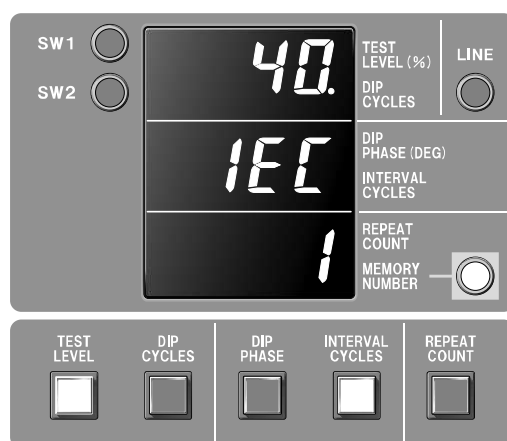 SW1
SW2
40.
1EC
1
TEST
LEVEL (%)
DIP
CYCLES
LINE
DIP
PHASE (DEG)
INTERVAL
CYCLES
REPEAT
COUNT
MEMORY
NUMBER
TEST
LEVEL
DIP
CYCLES
DIP
PHASE
INTERVAL
CYCLES
REPEAT
COUNT